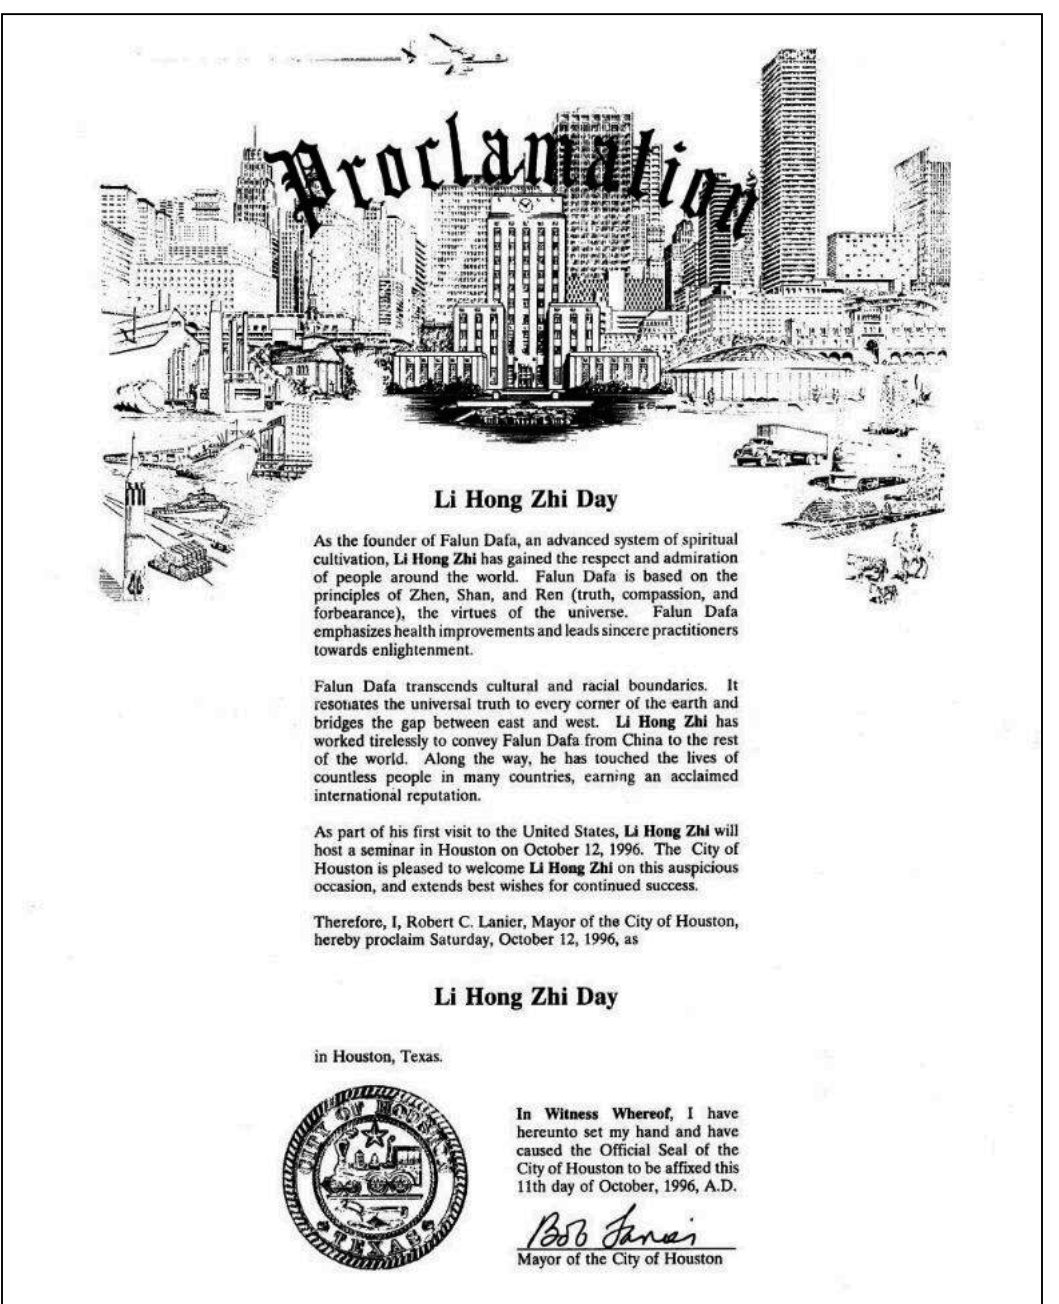 Proclamation
Li Hong Zhi Day
As the founder of Falun Dafa, an advanced system of spiritual
cultivation, Li Hong Zhi has gained the respect and admiration
of people around the world. Falun Dafa is based on the
principles of Zhen, Shan, and Ren (truth, compassion, and
forbearance), the virtues of the universe. Falun Dafa
emphasizes health improvements and leads sincere practitioners
towards enlightenment.
Falun Dafa transcends cultural and racial boundaries. It
resonates the universal truth to every corner of the earth and
bridges the gap between east and west. Li Hong Zhi has
worked tirelessly to convey Falun Dafa from China to the rest
of the world. Along the way, he has touched the lives of
countless people in many countries, earning an acclaimed
international reputation.
As part of his first visit to the United States, Li Hong Zhi will
host a seminar in Houston on October 12, 1996. The City of
Houston is pleased to welcome Li Hong Zhi on this auspicious
occasion, and extends best wishes for continued success.
Therefore, I, Robert C. Lanier, Mayor of the City of Houston,
hereby proclaim Saturday, October 12, 1996, as
Li Hong Zhi Day
in Houston, Texas.
CITY OF HOUSTON
TEXAS
In Witness Whereof, I have
hereunto set my hand and have
caused the Official Seal of the
City of Houston to be affixed this
11th day of October, 1996, A.D.
Bob Lanier
Mayor of the City of Houston